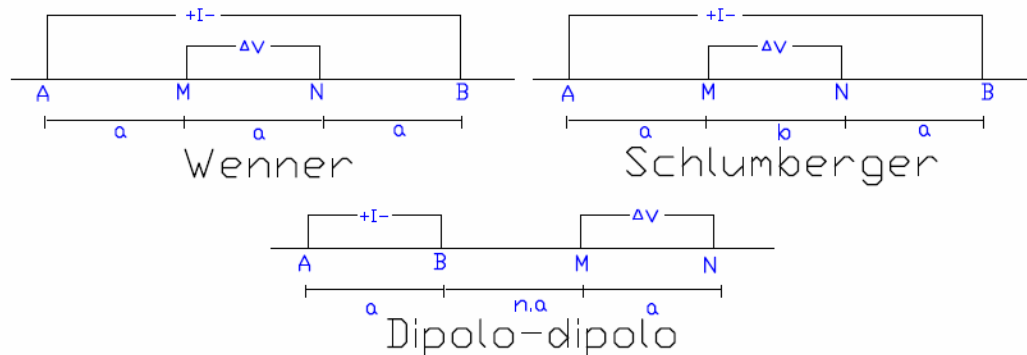 +I-
ΔV
A M N B
a a a
Wenner
+I-
ΔV
A M N B
a b a
Schlumberger
+I- ΔV
A B M N
a n.a a
Dipolo-dipolo